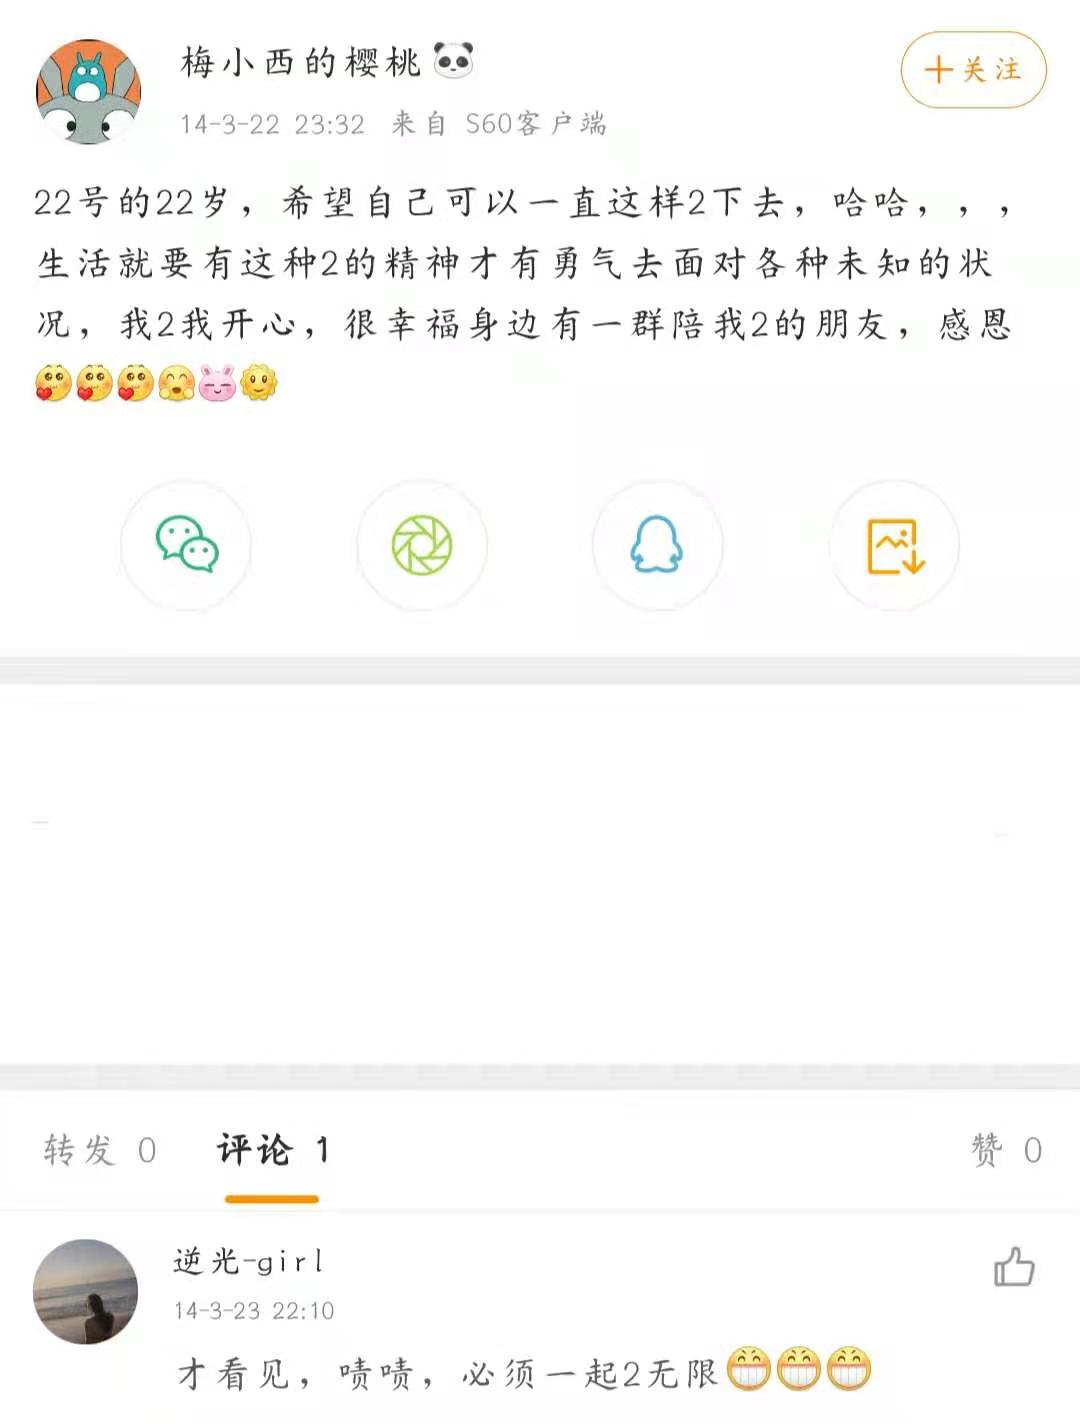 梅小西的樱桃🐼
+关注
14-3-22 23:32 来自 S60客户端
22号的22岁，希望自己可以一直这样2下去，哈哈，，，
生活就要有这种2的精神才有勇气去面对各种未知的状
况，我2我开心，很幸福身边有一群陪我2的朋友，感恩
转发 0 评论 1 赞 0
逆光-girl
14-3-23 22:10
才看见，啧啧，必须一起2无限😁😁😁